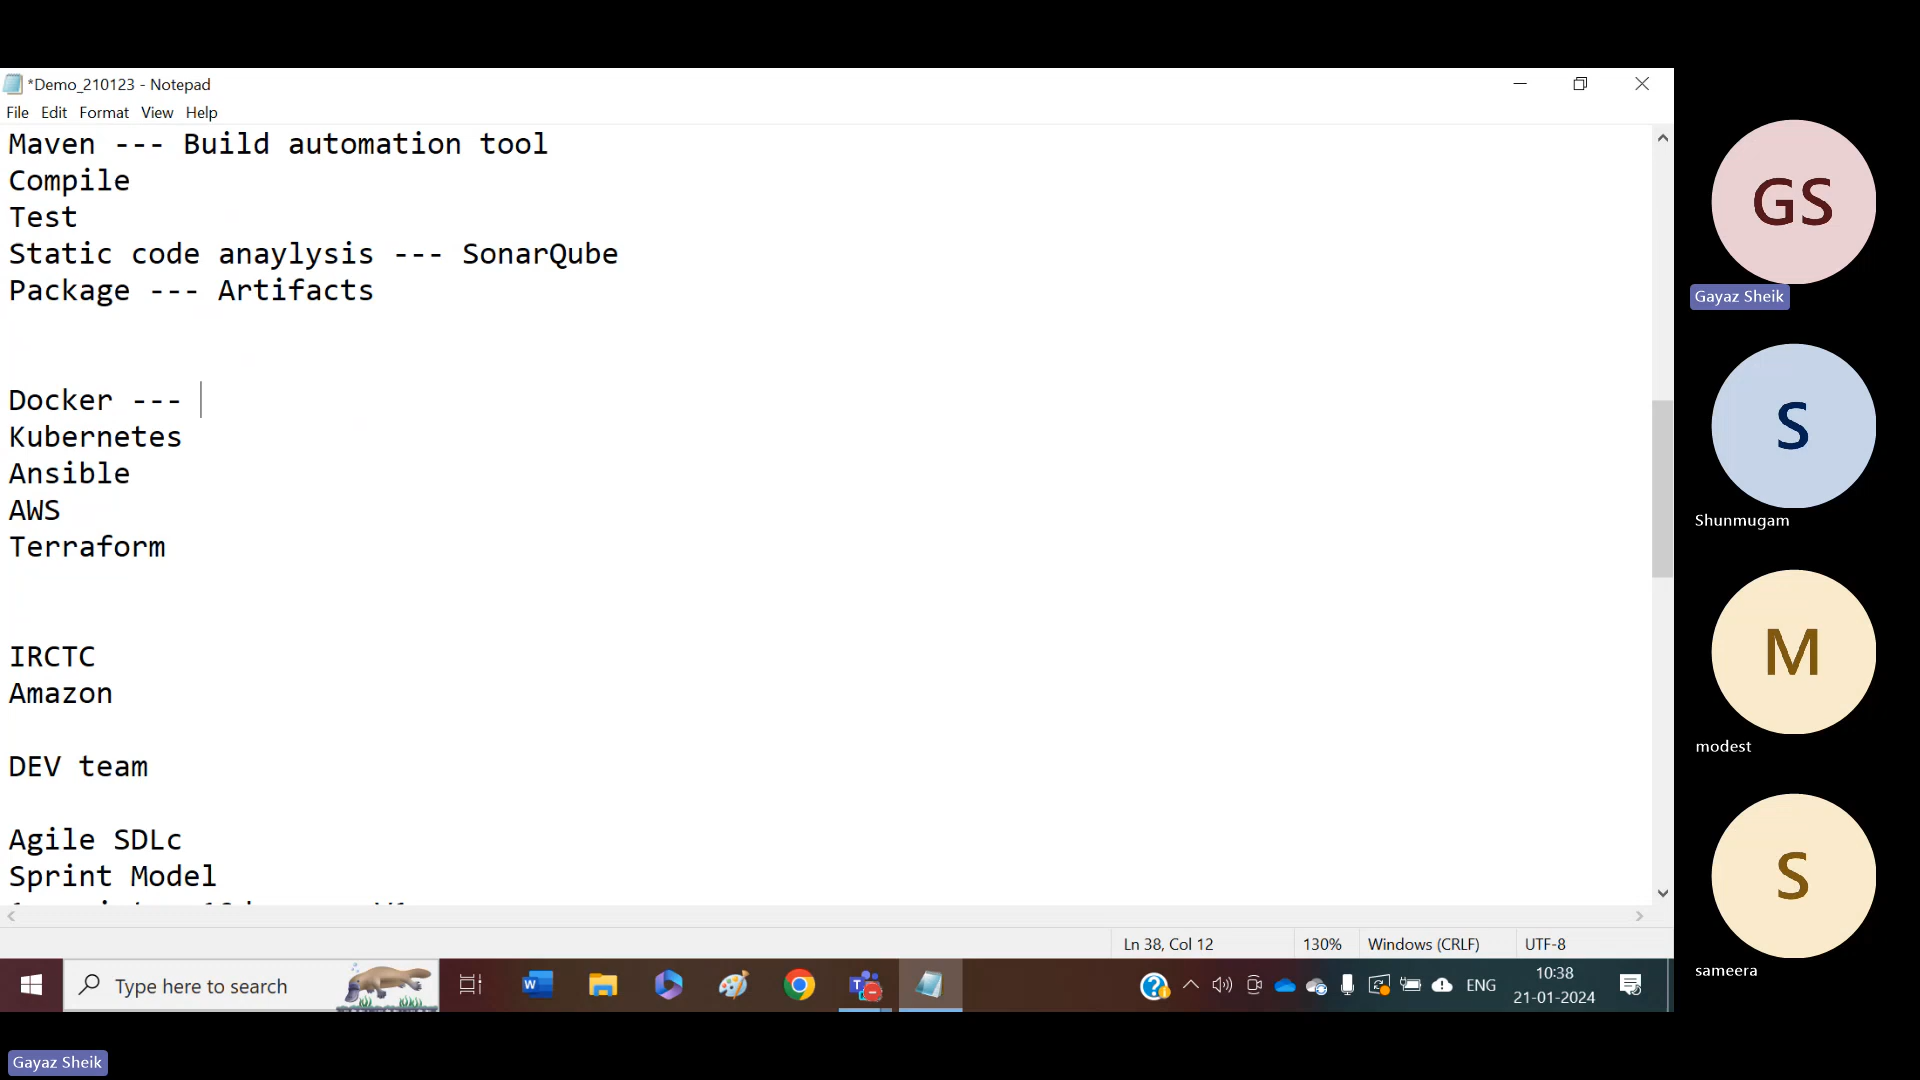 *Demo_210123 - Notepad
File Edit Format View Help
Maven --- Build automation tool
Compile
Test
Static code anaylysis --- SonarQube
Package --- Artifacts
Docker ---
Kubernetes
Ansible
AWS
Terraform
IRCTC
Amazon
DEV team
Agile SDLc
Sprint Model
Ln 38, Col 12
130%
Windows (CRLF)
UTF-8
Type here to search
ENG
10:38
21-01-2024
GS
Gayaz Sheik
S
Shunmugam
M
modest
S
sameera
Gayaz Sheik